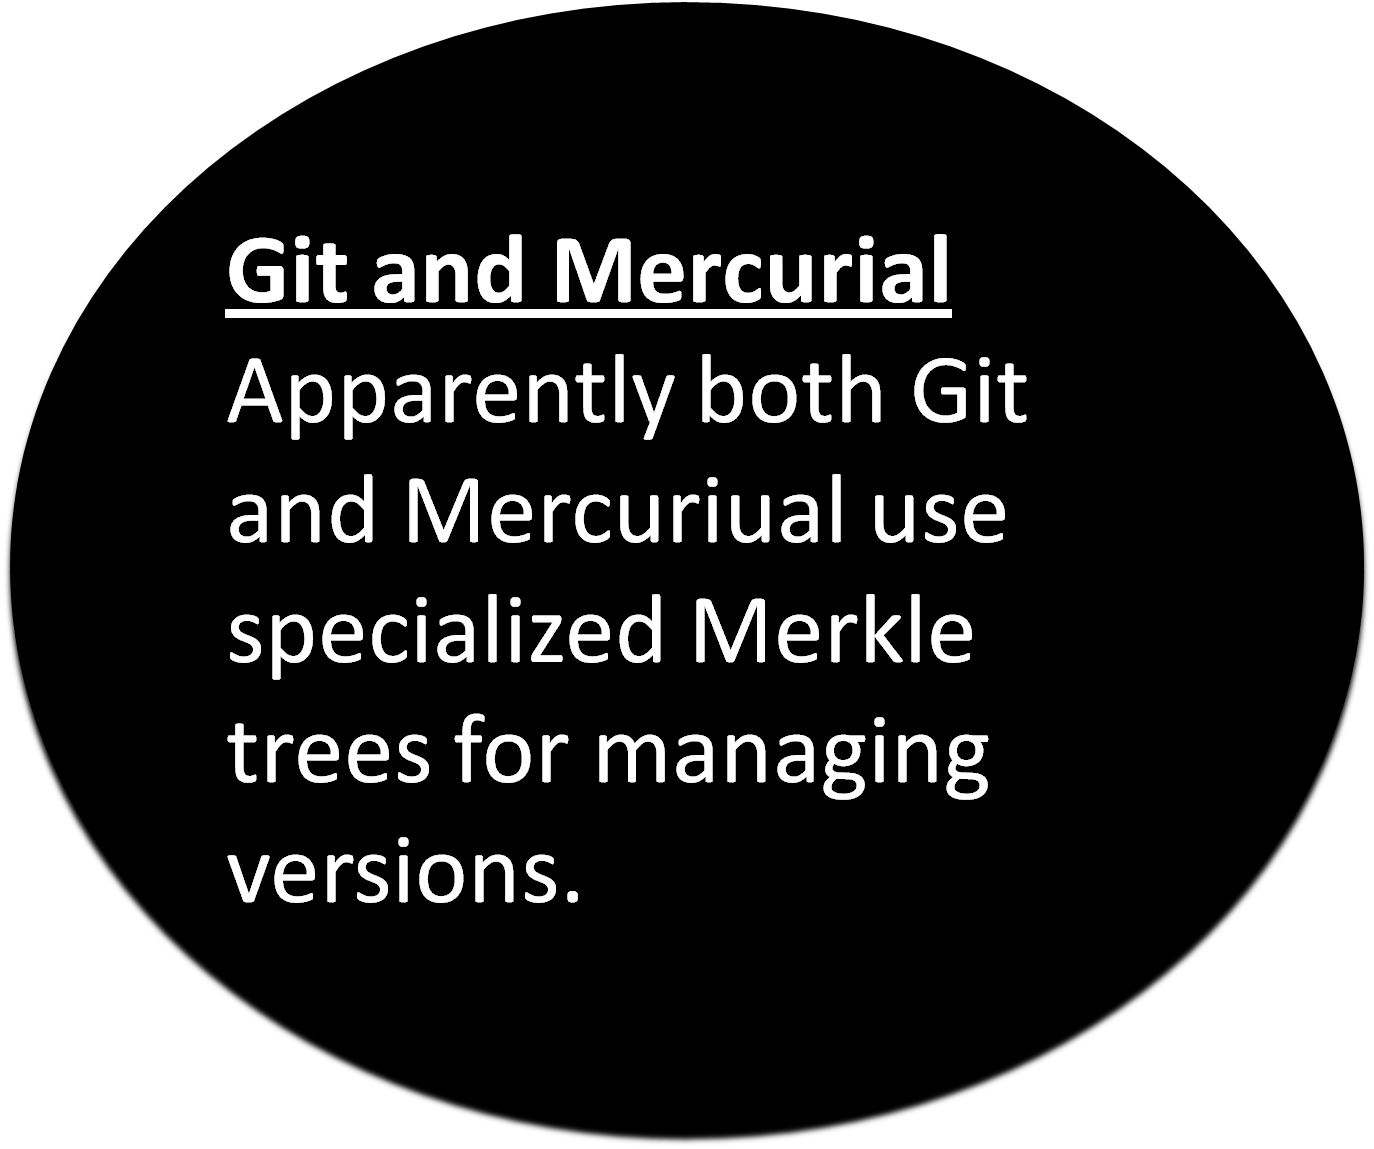 Git and Mercurial
Apparently both Git
and Mercuriual use
specialized Merkle
trees for managing
versions.